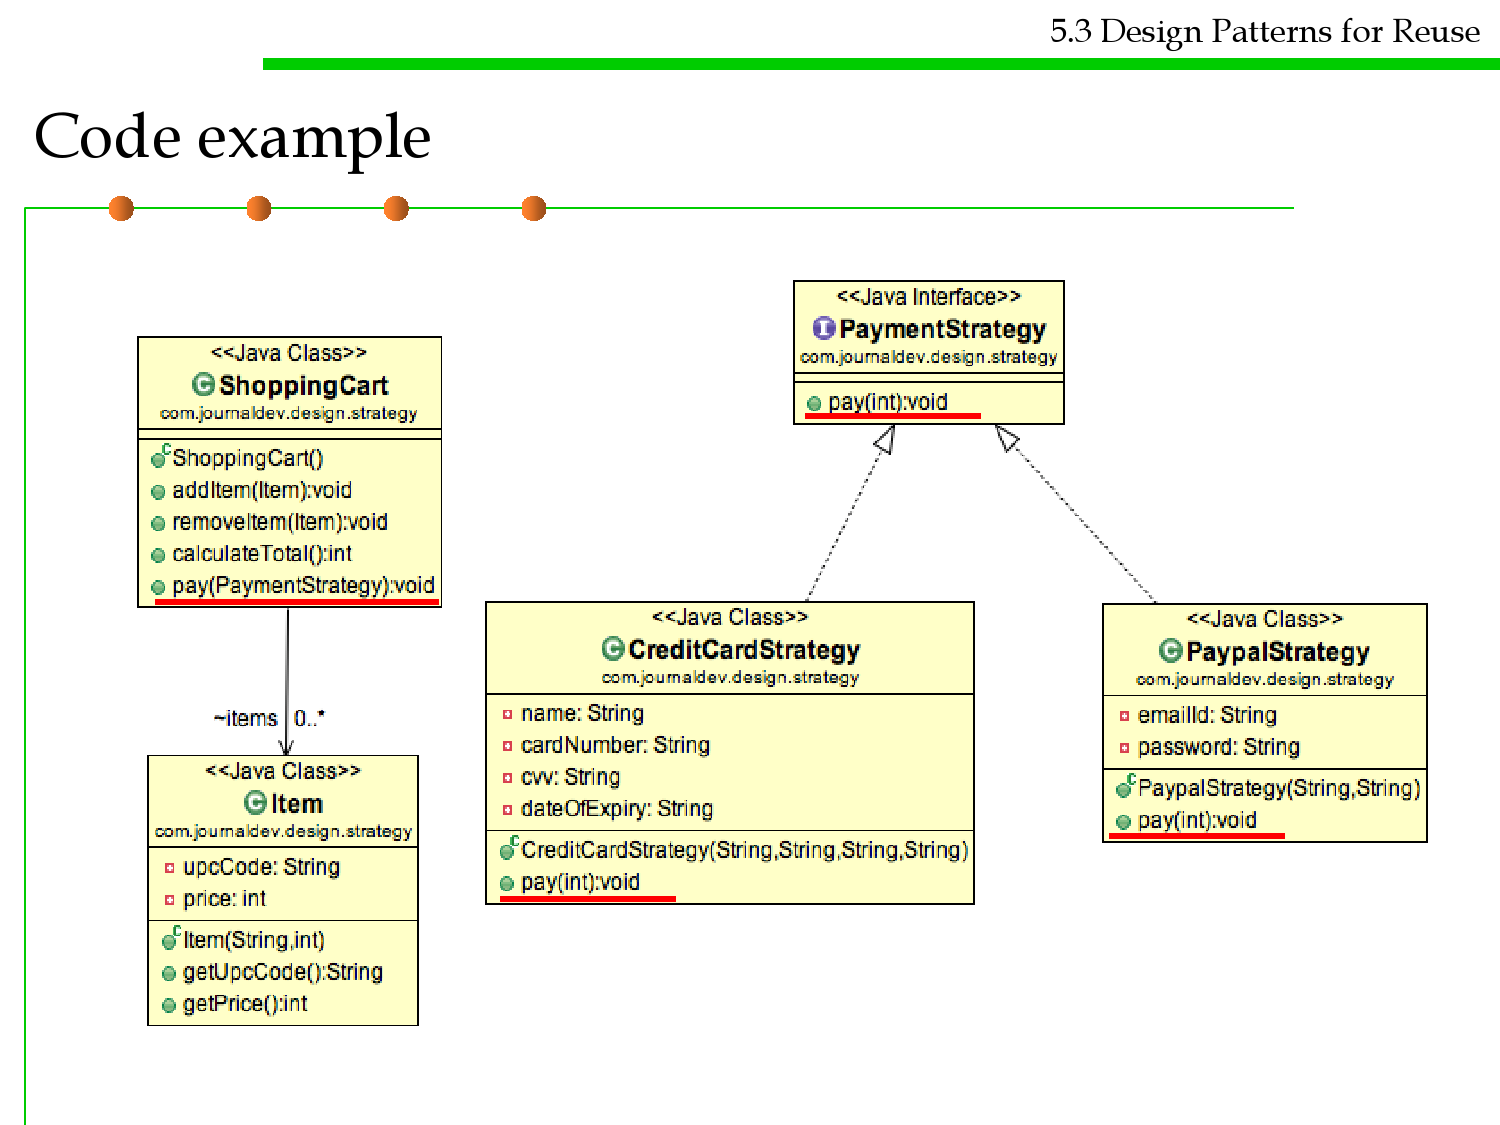 5.3 Design Patterns for Reuse
Code example
<<Java Class>>
C ShoppingCart
com.journaldev.design.strategy
C ShoppingCart()
addItem(Item):void
removeItem(Item):void
calculateTotal():int
pay(PaymentStrategy):void
~items 0..*
<<Java Class>>
C Item
com.journaldev.design.strategy
upcCode: String
price: int
C Item(String,int)
getUpcCode():String
getPrice():int
<<Java Interface>>
I PaymentStrategy
com.journaldev.design.strategy
pay(int):void
<<Java Class>>
C CreditCardStrategy
com.journaldev.design.strategy
name: String
cardNumber: String
cvv: String
dateOfExpiry: String
C CreditCardStrategy(String,String,String,String)
pay(int):void
<<Java Class>>
C PaypalStrategy
com.journaldev.design.strategy
emailId: String
password: String
C PaypalStrategy(String,String)
pay(int):void